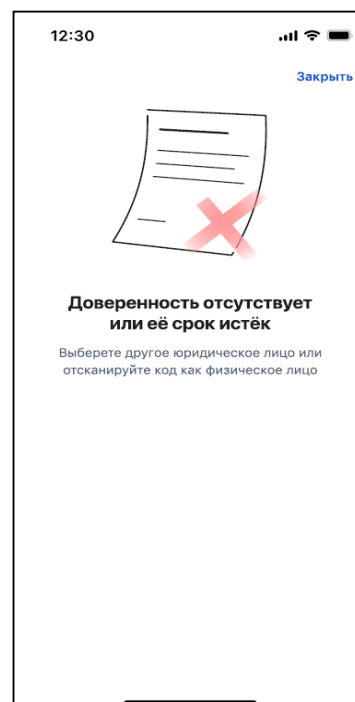 12:30
Закрыть
Доверенность отсутствует
или её срок истёк
Выберете другое юридическое лицо или
отсканируйте код как физическое лицо